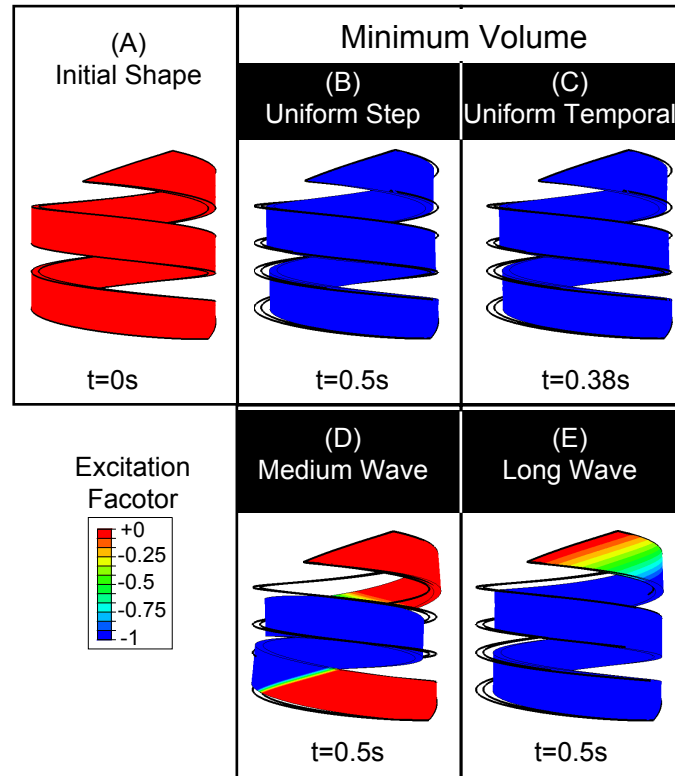 (A)
Initial Shape
Minimum Volume
(B)
Uniform Step
(C)
Uniform Temporal
t=0s
t=0.5s
t=0.38s
Excitation
Facotor
+0
-0.25
-0.5
-0.75
-1
(D)
Medium Wave
(E)
Long Wave
t=0.5s
t=0.5s